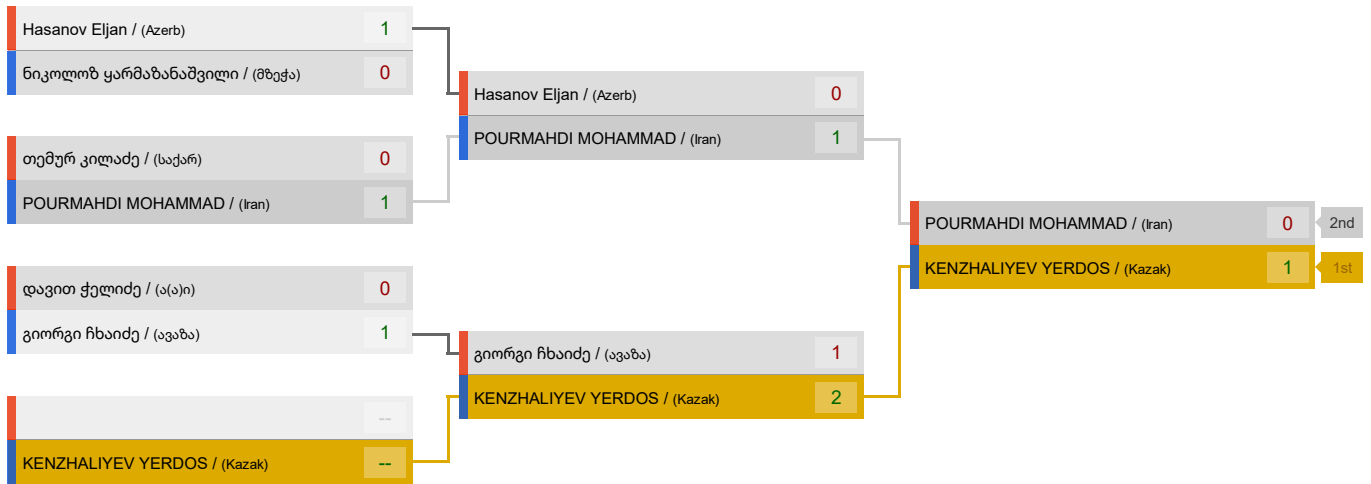 Hasanov Eljan / (Azerb) 1
ნიკოლოზ ყარმაზანაშვილი / (მზეჭა) 0
თემურ კილაძე / (საქარ) 0
POURMAHDI MOHAMMAD / (Iran) 1
დავით ჭელიძე / (ა(ა)ი) 0
გიორგი ჩხაიძე / (ავაზა) 1
--
KENZHALIYEV YERDOS / (Kazak) --
Hasanov Eljan / (Azerb) 0
POURMAHDI MOHAMMAD / (Iran) 1
გიორგი ჩხაიძე / (ავაზა) 1
KENZHALIYEV YERDOS / (Kazak) 2
POURMAHDI MOHAMMAD / (Iran) 0 2nd
KENZHALIYEV YERDOS / (Kazak) 1 1st